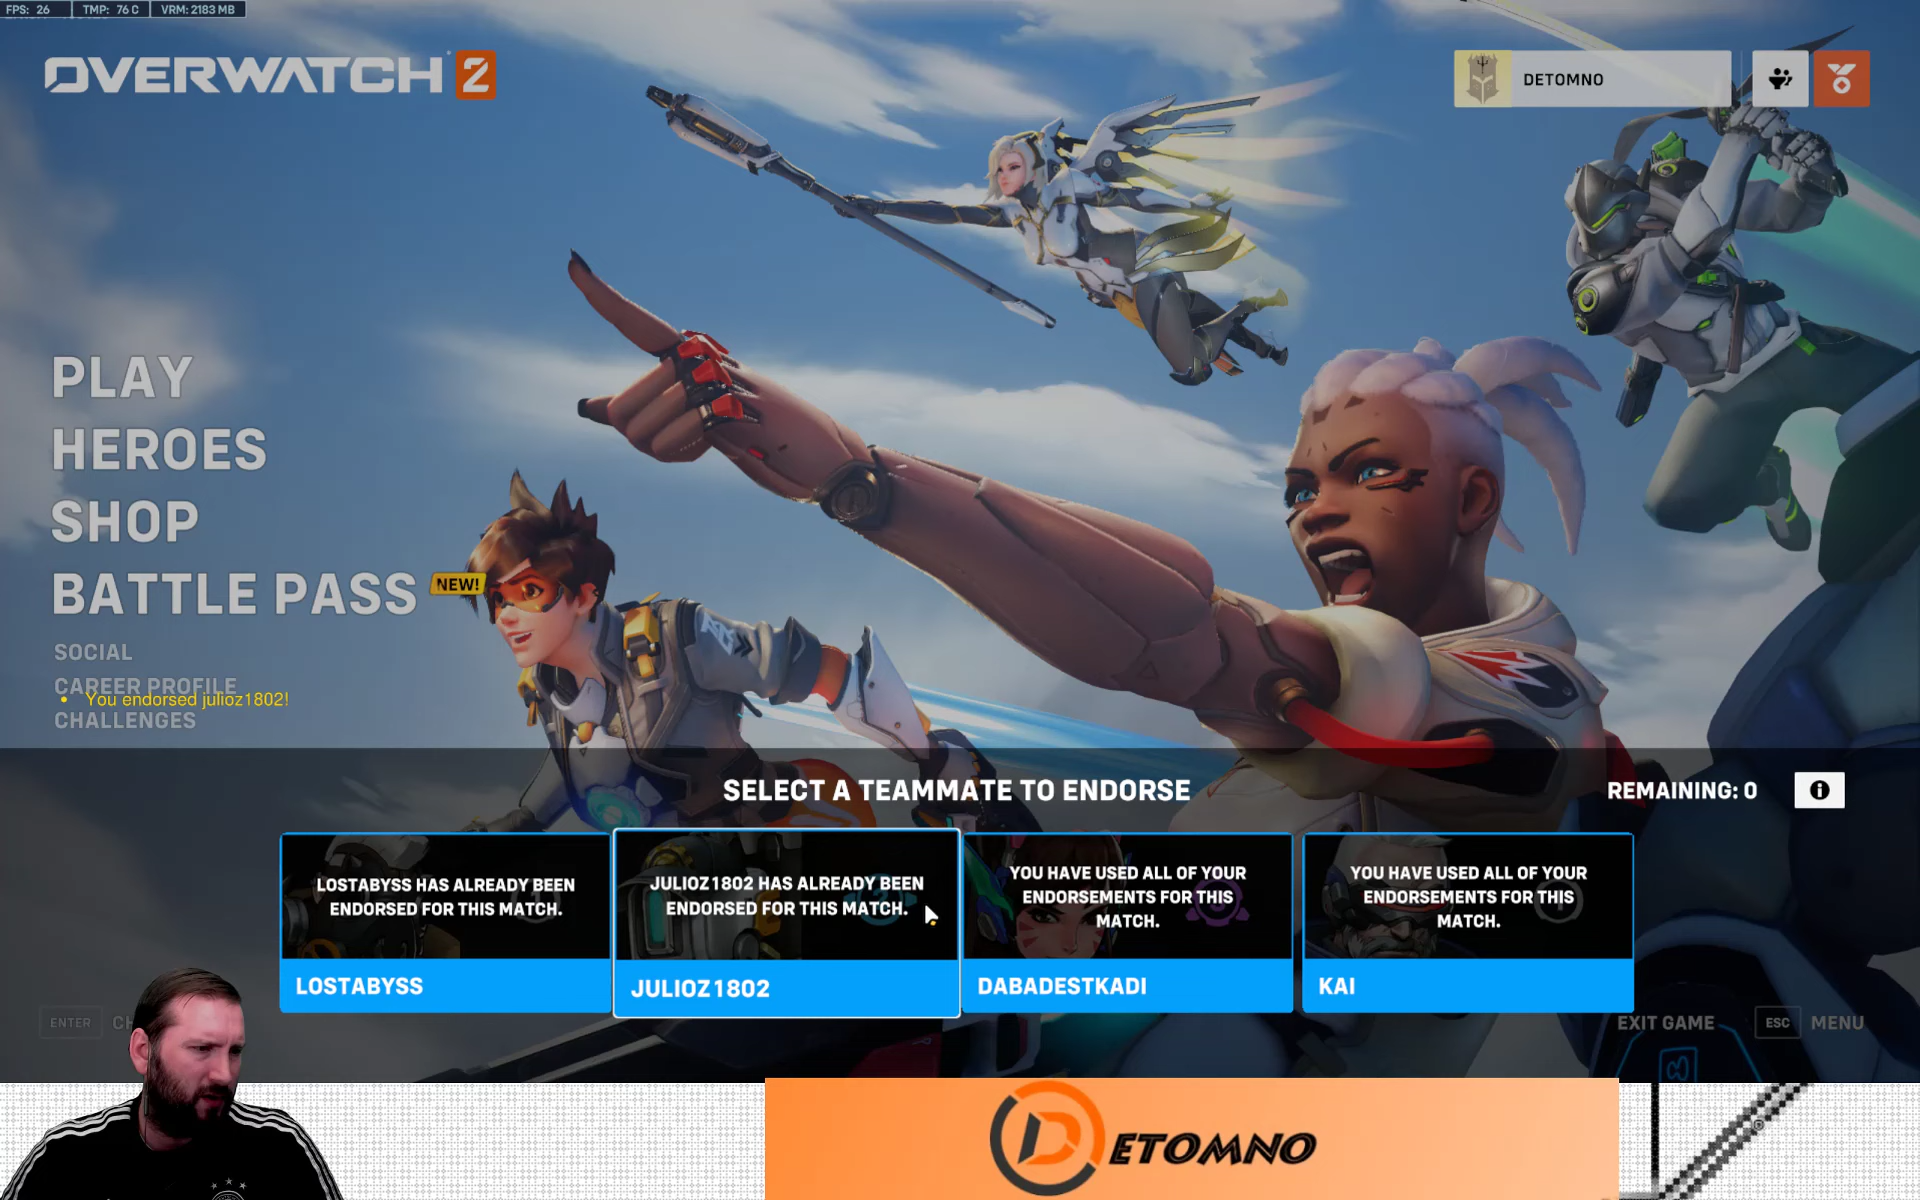 FPS: 26 TMP: 76 C VRM: 2183 MB
OVERWATCH 2
DETOMNO
PLAY
HEROES
SHOP
BATTLE PASS NEW!
SOCIAL
CAREER PROFILE
• You endorsed julioz1802!
CHALLENGES
SELECT A TEAMMATE TO ENDORSE
REMAINING: 0
LOSTABYSS HAS ALREADY BEEN
ENDORSED FOR THIS MATCH.
LOSTABYSS
JULIOZ1802 HAS ALREADY BEEN
ENDORSED FOR THIS MATCH.
JULIOZ1802
YOU HAVE USED ALL OF YOUR
ENDORSEMENTS FOR THIS
MATCH.
DABADESTKADI
YOU HAVE USED ALL OF YOUR
ENDORSEMENTS FOR THIS
MATCH.
KAI
ENTER
EXIT GAME ESC MENU
DETOMNO